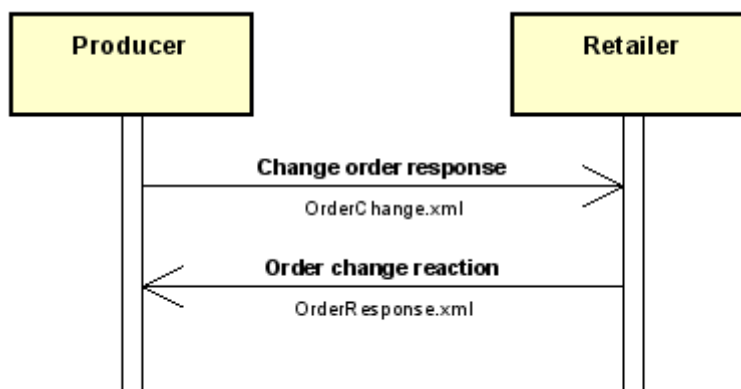 Producer
Retailer
Change order response
OrderChange.xml
Order change reaction
OrderResponse.xml